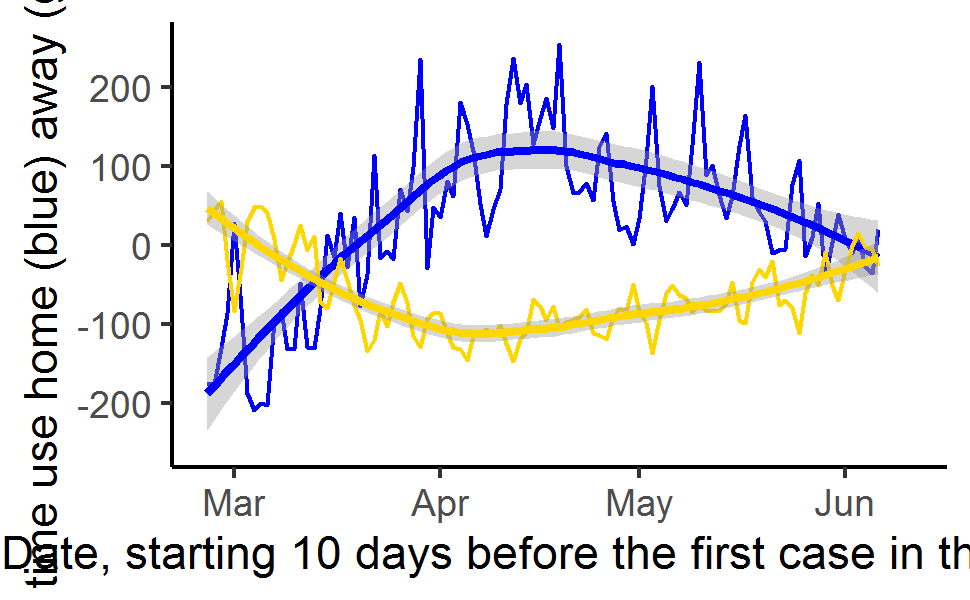 time use home (blue) away (
200
100
0
-100
-200
Mar Apr May Jun
Date, starting 10 days before the first case in th